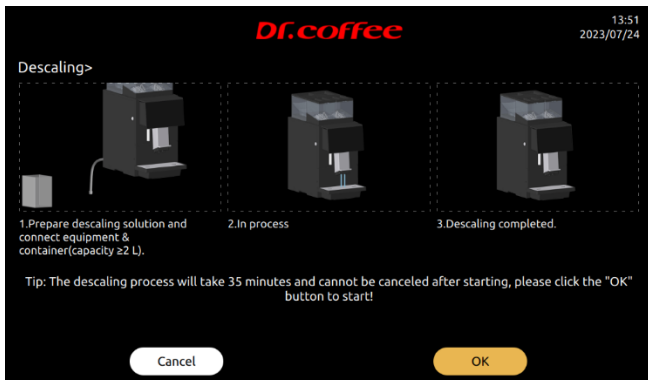 Dr.coffee
13:51
2023/07/24
Descaling>
1.Prepare descaling solution and
connect equipment &
container(capacity ≥2 L).
2.In process
3.Descaling completed.
Tip: The descaling process will take 35 minutes and cannot be canceled after starting, please click the "OK"
button to start!
Cancel
OK